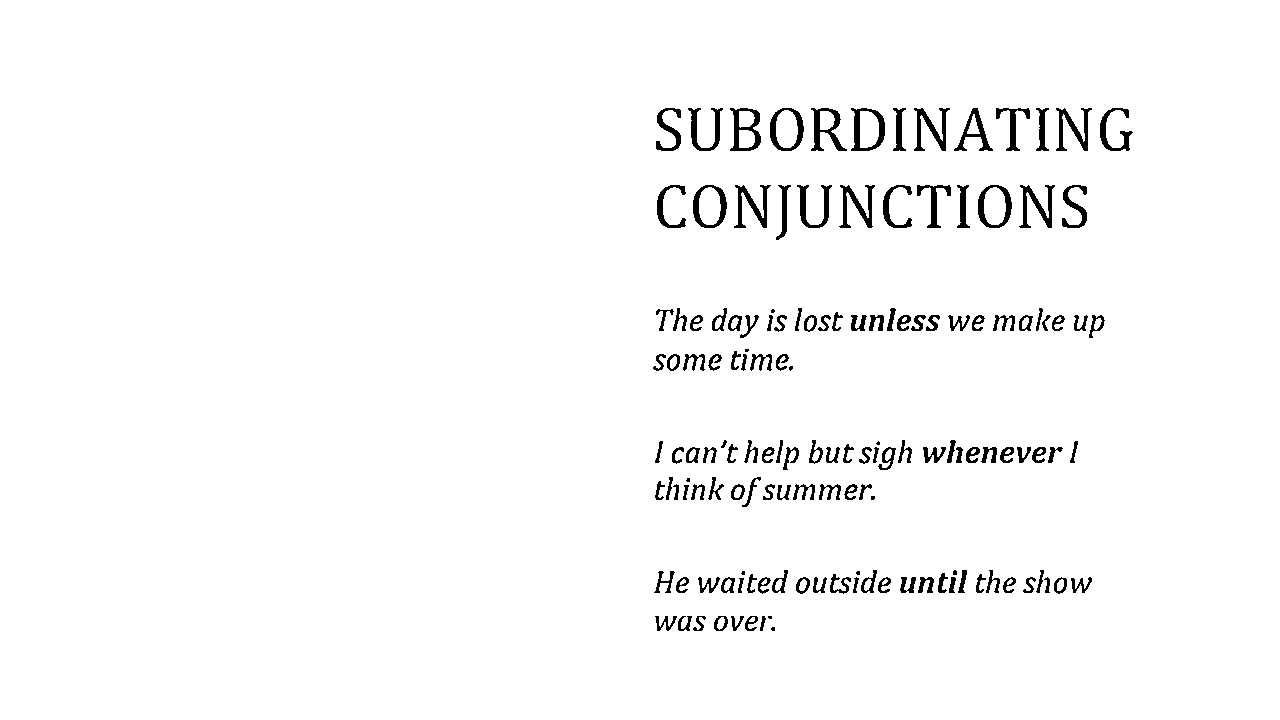 SUBORDINATING
CONJUNCTIONS
The day is lost unless we make up
some time.
I can’t help but sigh whenever I
think of summer.
He waited outside until the show
was over.